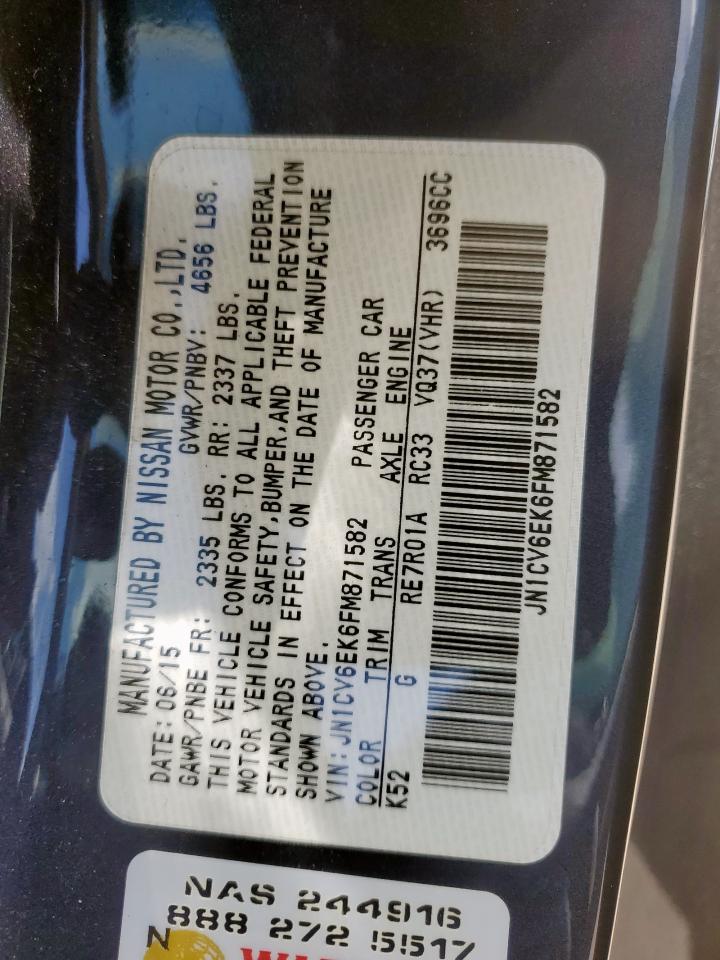 MANUFACTURED BY NISSAN MOTOR CO.,LTD.
DATE: 06/15 GVWR/PNBV: 4656 LBS.
GAWR/PNBE FR: 2335 LBS. RR: 2337 LBS.
THIS VEHICLE CONFORMS TO ALL APPLICABLE FEDERAL
MOTOR VEHICLE SAFETY,BUMPER,AND THEFT PREVENTION
STANDARDS IN EFFECT ON THE DATE OF MANUFACTURE
SHOWN ABOVE.
VIN:JN1CV6EK6FM871582 PASSENGER CAR
COLOR TRIM TRANS AXLE ENGINE
K52 G RE7R01A RC33 VQ37(VHR) 3696CC
JN1CV6EK6FM871582
NAS 244916
888 272 5517
N